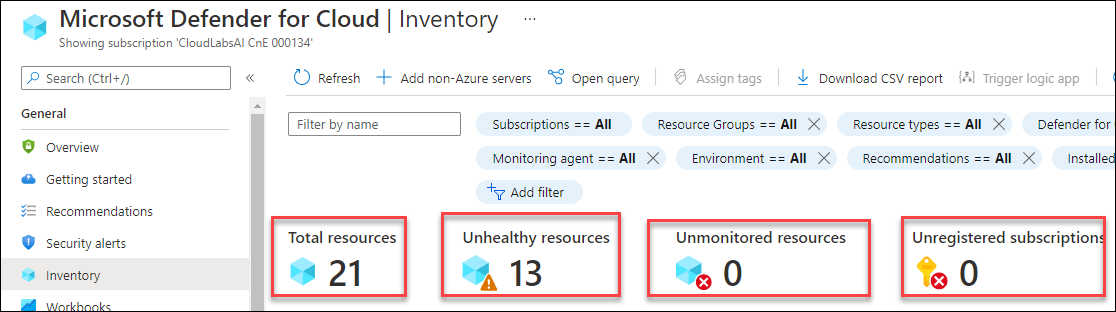 Microsoft Defender for Cloud | Inventory ...
Showing subscription 'CloudLabsAI CnE 000134'
Search (Ctrl+/) «
Refresh Add non-Azure servers Open query Assign tags Download CSV report Trigger logic app
General
Overview
Getting started
Recommendations
Security alerts
Inventory
Workbooks
Filter by name Subscriptions == All Resource Groups == All Resource types == All Defender for
Monitoring agent == All Environment == All Recommendations == All Installed
Add filter
Total resources Unhealthy resources Unmonitored resources Unregistered subscriptions
21 13 0 0